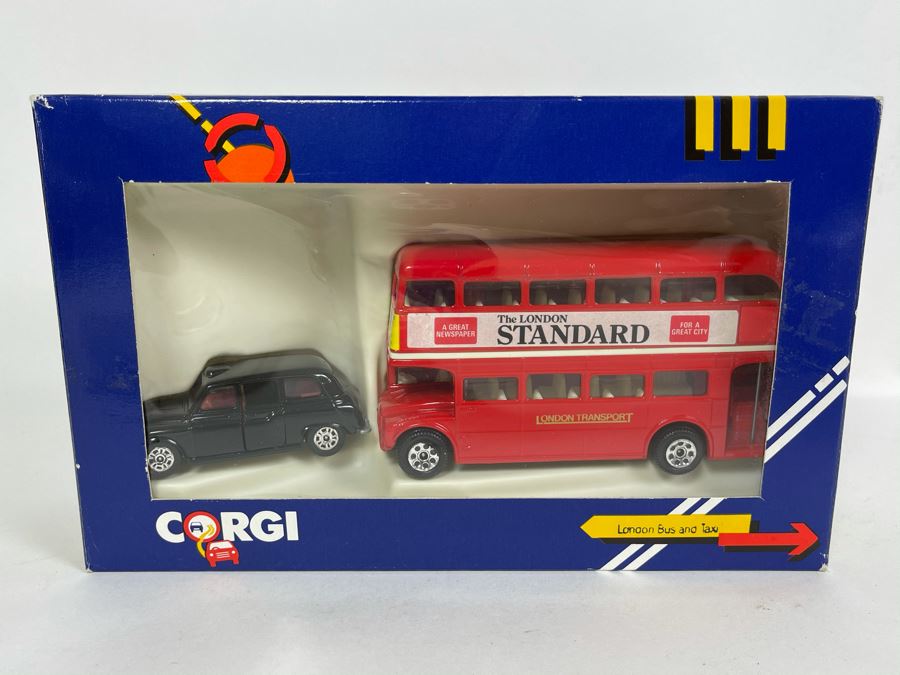 A GREAT
NEWSPAPER
The LONDON
STANDARD
FOR A
GREAT CITY
LONDON TRANSPORT
CORGI
London Bus and Taxi